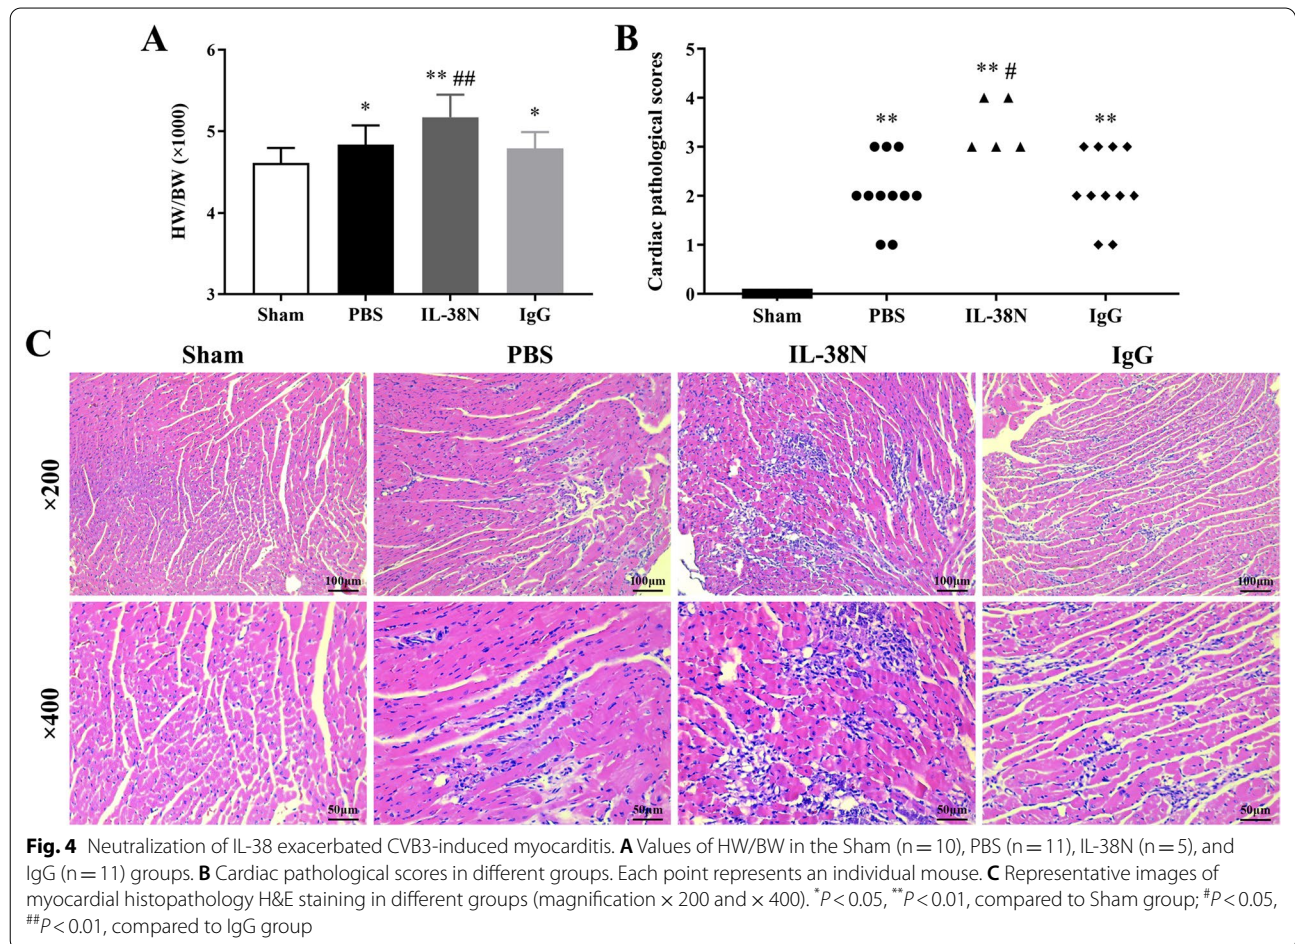 A
HW/BW (×1000)
6
5
4
3
*
** ##
*
Sham PBS IL-38N IgG
B
Cardiac pathological scores
5
4
3
2
1
0
**
** #
**
Sham PBS IL-38N IgG
C
Sham PBS IL-38N IgG
×200
100μm 100μm 100μm 100μm
×400
50μm 50μm 50μm 50μm
Fig. 4 Neutralization of IL-38 exacerbated CVB3-induced myocarditis. A Values of HW/BW in the Sham (n = 10), PBS (n = 11), IL-38N (n = 5), and
IgG (n = 11) groups. B Cardiac pathological scores in different groups. Each point represents an individual mouse. C Representative images of
myocardial histopathology H&E staining in different groups (magnification × 200 and × 400). *P < 0.05, **P < 0.01, compared to Sham group; #P < 0.05,
##P < 0.01, compared to IgG group